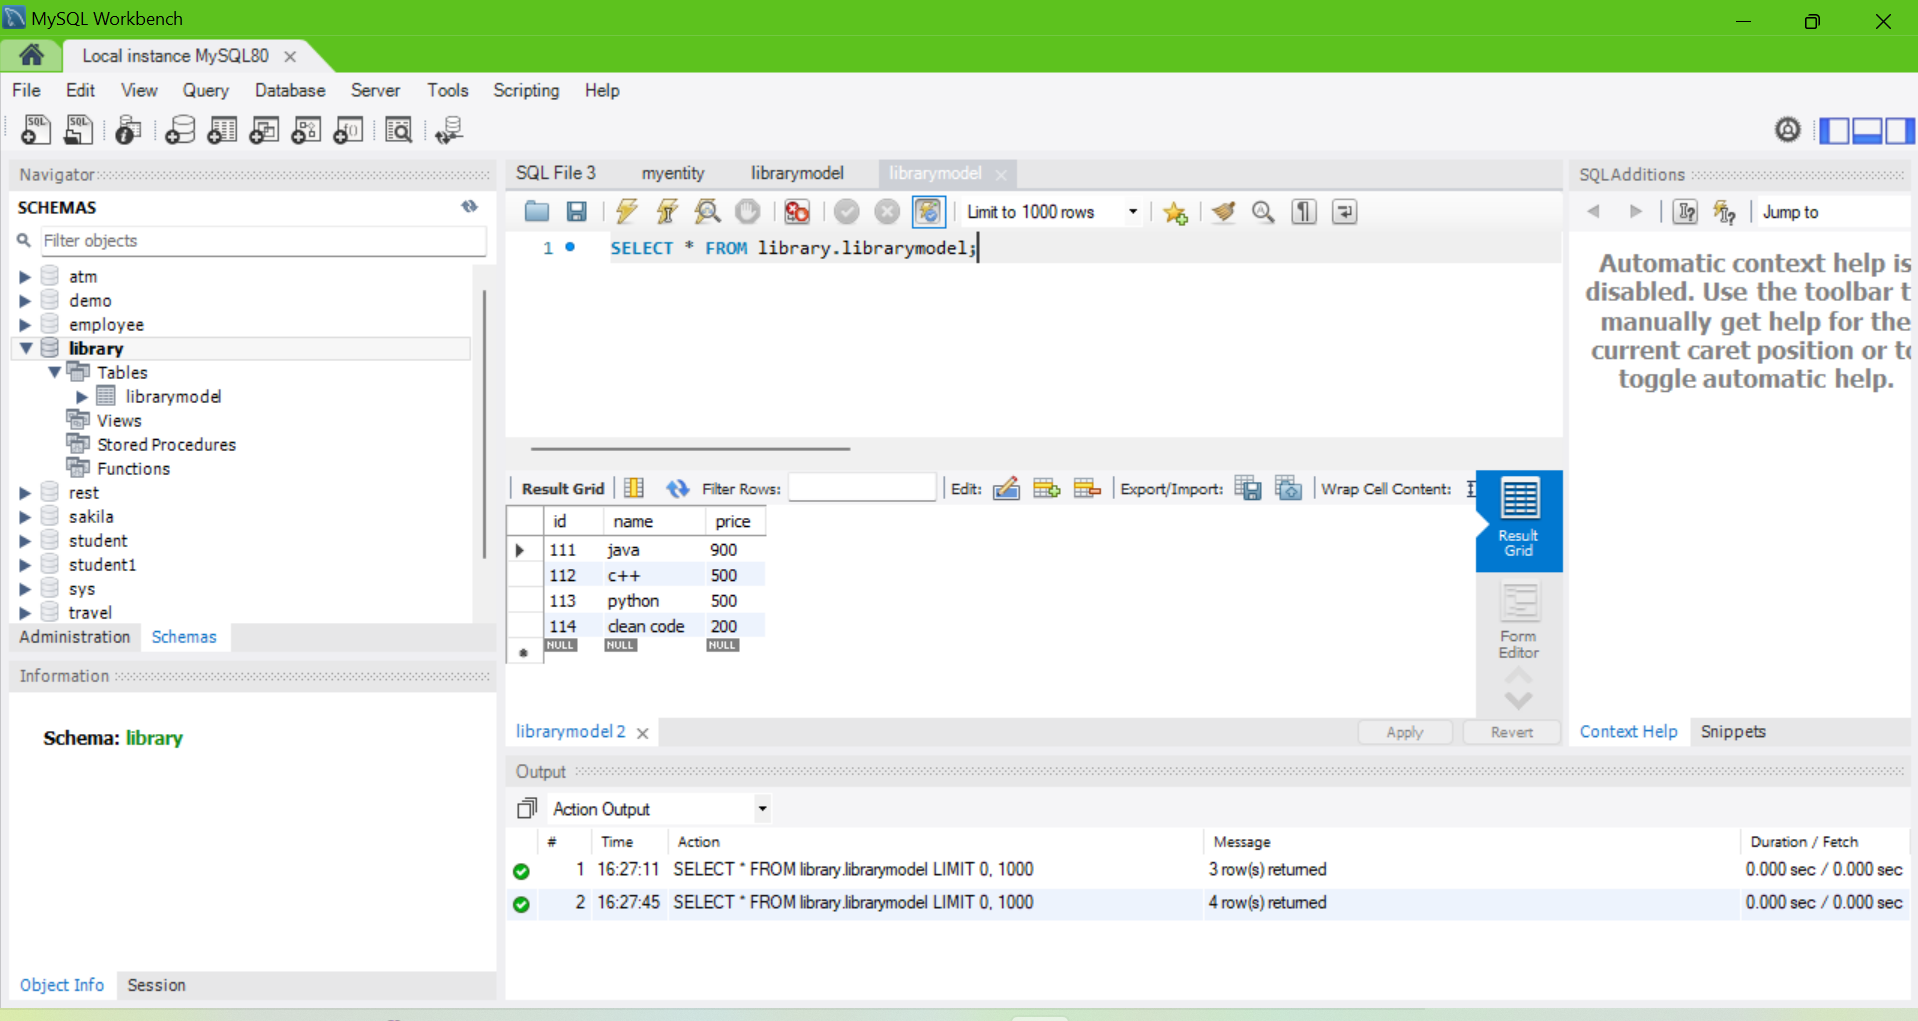 MySQL Workbench
Local instance MySQL80
File Edit View Query Database Server Tools Scripting Help
Navigator
SCHEMAS
Filter objects
atm
demo
employee
library
Tables
librarymodel
Views
Stored Procedures
Functions
rest
sakila
student
student1
sys
travel
Administration Schemas
Information
Schema: library
Object Info Session
SQL File 3 myentity librarymodel librarymodel
Limit to 1000 rows
1 SELECT * FROM library.librarymodel;
Result Grid Filter Rows: Edit: Export/Import: Wrap Cell Content:
id name price
111 java 900
112 c++ 500
113 python 500
114 clean code 200
NULL NULL NULL
Result
Grid
Form
Editor
librarymodel 2
Apply Revert
SQLAdditions
Jump to
Automatic context help is
disabled. Use the toolbar t
manually get help for the
current caret position or to
toggle automatic help.
Context Help Snippets
Output
Action Output
# Time Action Message Duration / Fetch
1 16:27:11 SELECT * FROM library.librarymodel LIMIT 0, 1000 3 row(s) returned 0.000 sec / 0.000 sec
2 16:27:45 SELECT * FROM library.librarymodel LIMIT 0, 1000 4 row(s) returned 0.000 sec / 0.000 sec